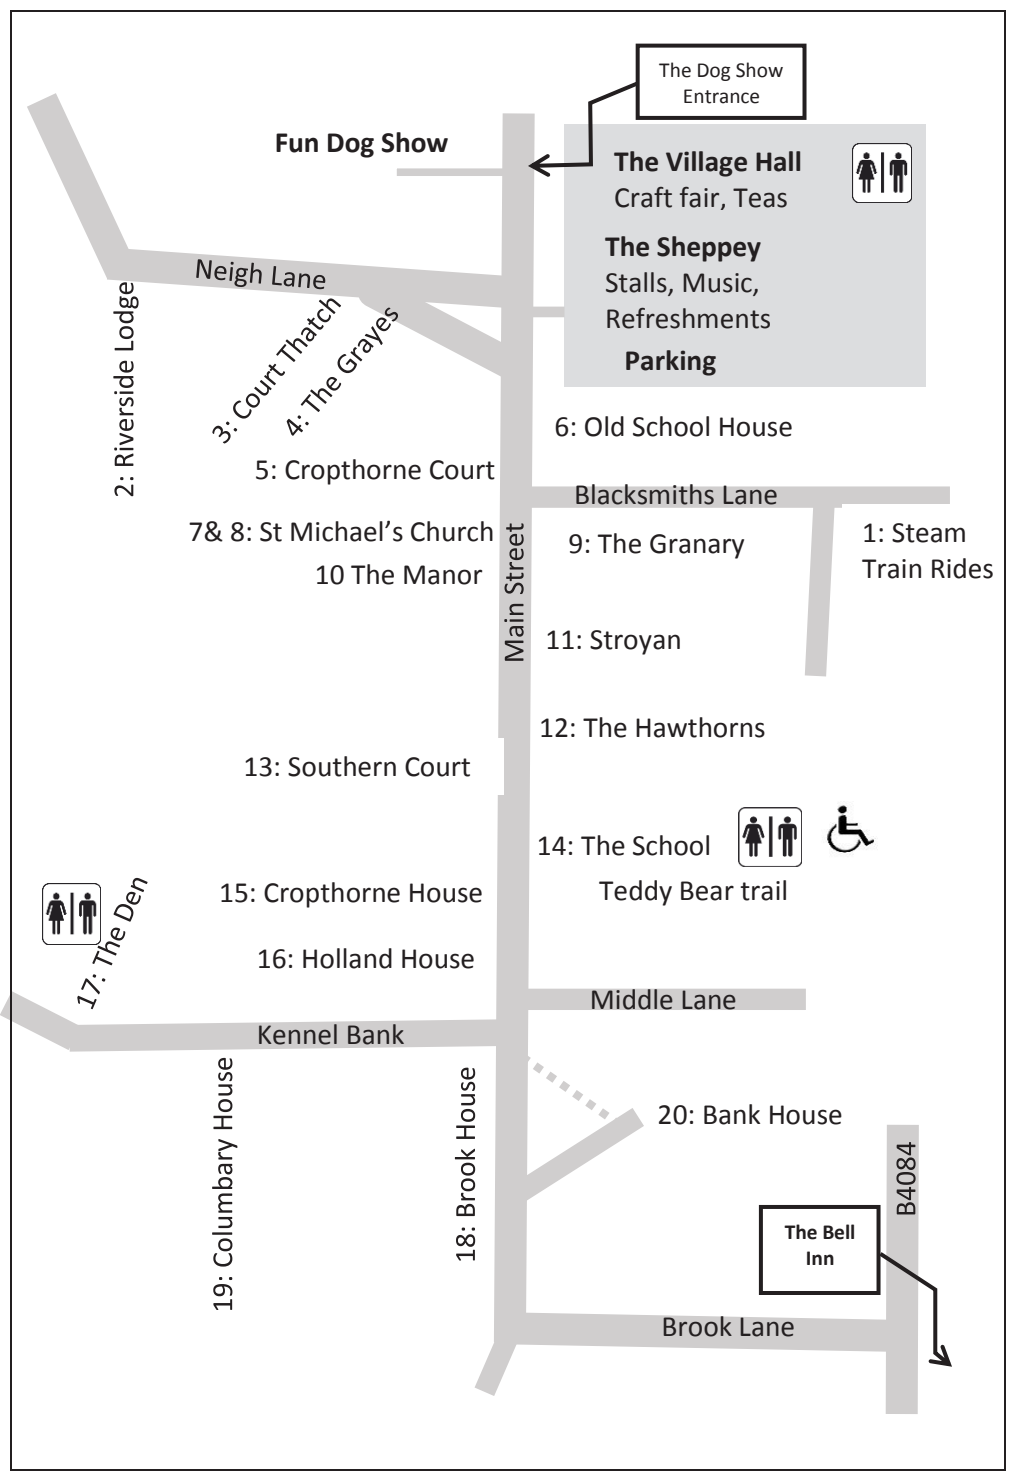 The Dog Show
Entrance
Fun Dog Show
The Village Hall
Craft fair, Teas
The Sheppey
Stalls, Music,
Refreshments
Parking
Neigh Lane
2: Riverside Lodge
3: Court Thatch
4: The Grayes
6: Old School House
5: Cropthorne Court
Blacksmiths Lane
7& 8: St Michael’s Church
9: The Granary
1: Steam
Train Rides
10 The Manor
Main Street
11: Stroyan
12: The Hawthorns
13: Southern Court
14: The School
Teddy Bear trail
15: Cropthorne House
17: The Den
16: Holland House
Middle Lane
Kennel Bank
19: Columbary House
18: Brook House
20: Bank House
B4084
The Bell
Inn
Brook Lane